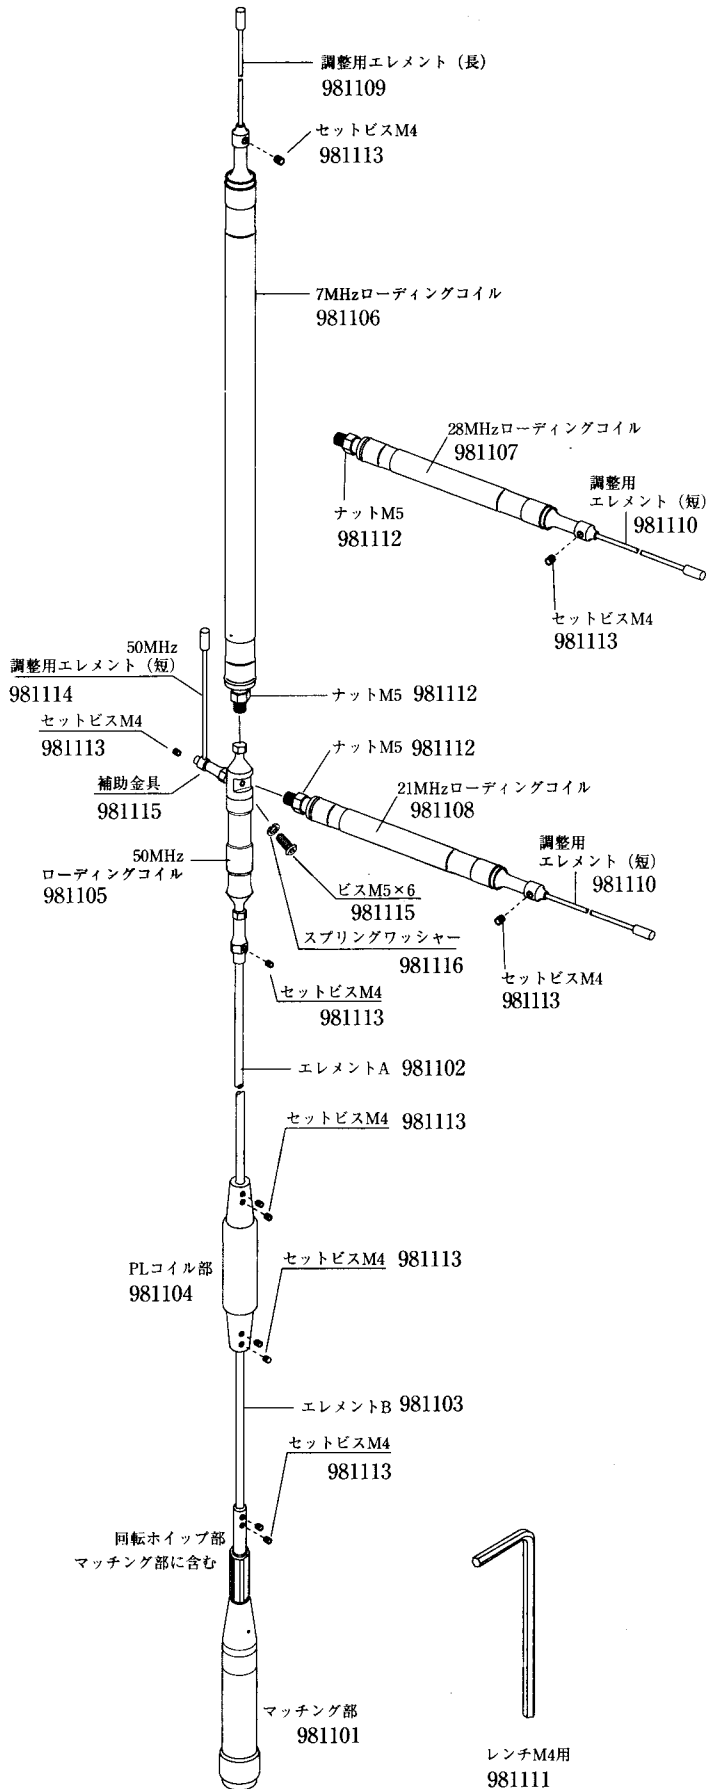 調整用エレメント（長）
981109
セットビスM4
981113
7MHzローディングコイル
981106
28MHzローディングコイル
981107
調整用
エレメント（短）
981110
ナットM5
981112
セットビスM4
981113
50MHz
調整用エレメント（短）
981114
セットビスM4
981113
補助金具
981115
ナットM5 981112
ナットM5 981112
21MHzローディングコイル
981108
調整用
エレメント（短）
981110
50MHz
ローディングコイル
981105
ビスM5×6
981115
スプリングワッシャー
981116
セットビスM4
981113
セットビスM4
981113
エレメントA 981102
セットビスM4 981113
PLコイル部
981104
セットビスM4 981113
エレメントB 981103
セットビスM4
981113
回転ホイップ部
マッチング部に含む
マッチング部
981101
レンチM4用
981111